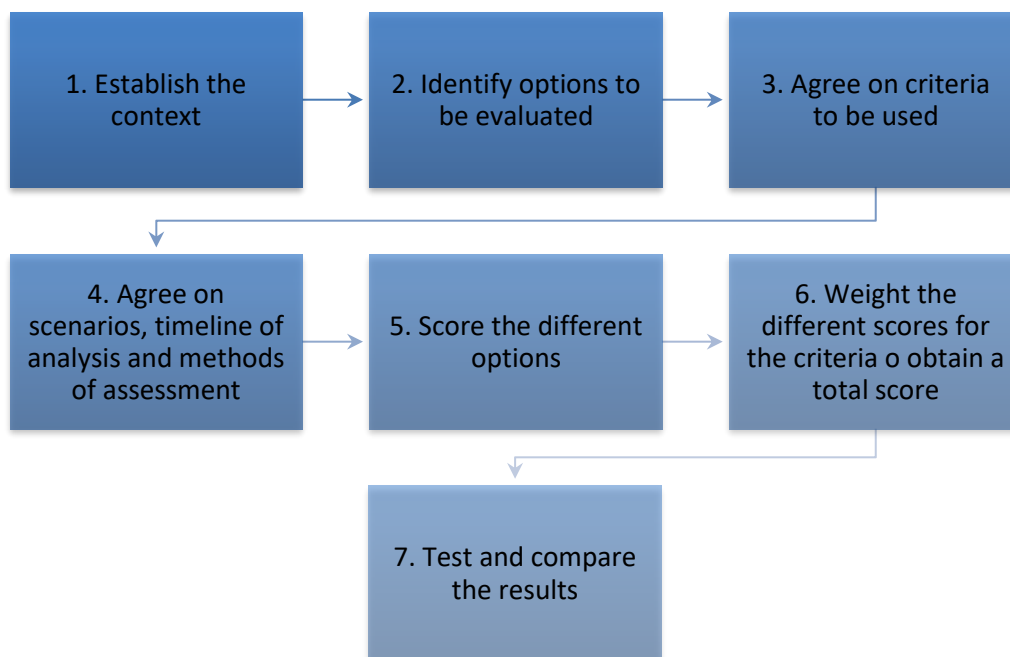 1. Establish the
context
2. Identify options to
be evaluated
3. Agree on criteria
to be used
4. Agree on
scenarios, timeline of
analysis and methods
of assessment
5. Score the different
options
6. Weight the
different scores for
the criteria o obtain a
total score
7. Test and compare
the results